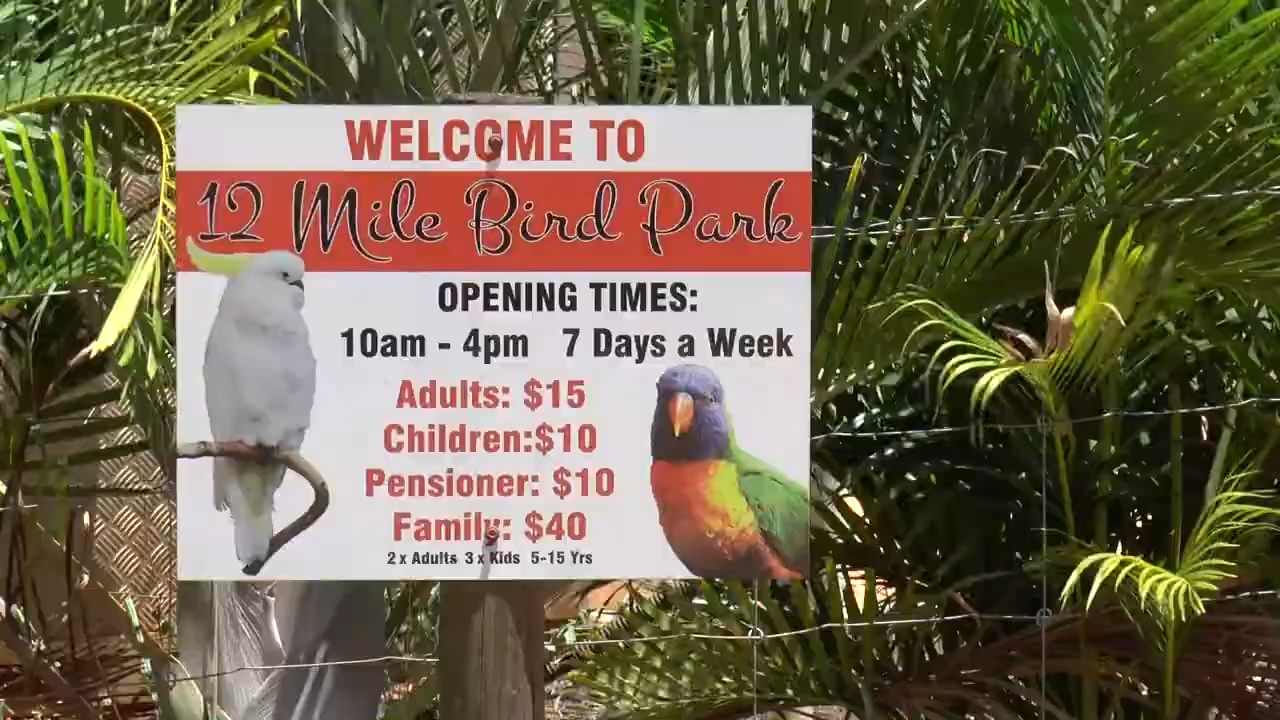 WELCOME TO
12 Mile Bird Park
OPENING TIMES:
10am - 4pm 7 Days a Week
Adults: $15
Children:$10
Pensioner: $10
Family: $40
2 x Adults 3 x Kids 5-15 Yrs